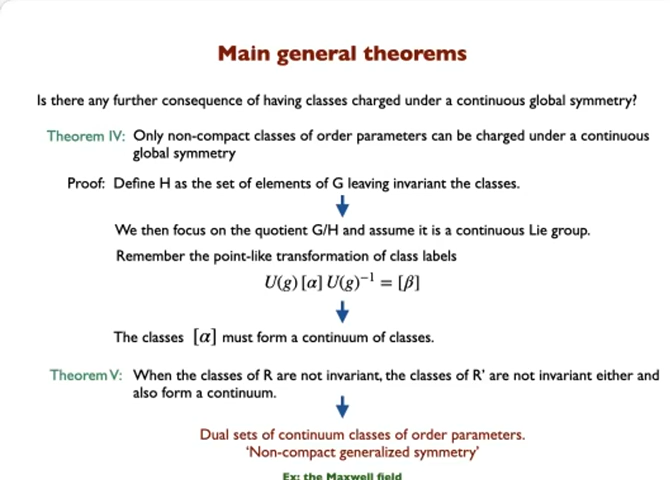 Main general theorems
Is there any further consequence of having classes charged under a continuous global symmetry?
Theorem IV: Only non-compact classes of order parameters can be charged under a continuous
global symmetry
Proof: Define H as the set of elements of G leaving invariant the classes.
We then focus on the quotient G/H and assume it is a continuous Lie group.
Remember the point-like transformation of class labels
U(g) [α] U(g)⁻¹ = [β]
The classes [α] must form a continuum of classes.
Theorem V: When the classes of R are not invariant, the classes of R' are not invariant either and
also form a continuum.
Dual sets of continuum classes of order parameters.
'Non-compact generalized symmetry'
Ex: the Maxwell field